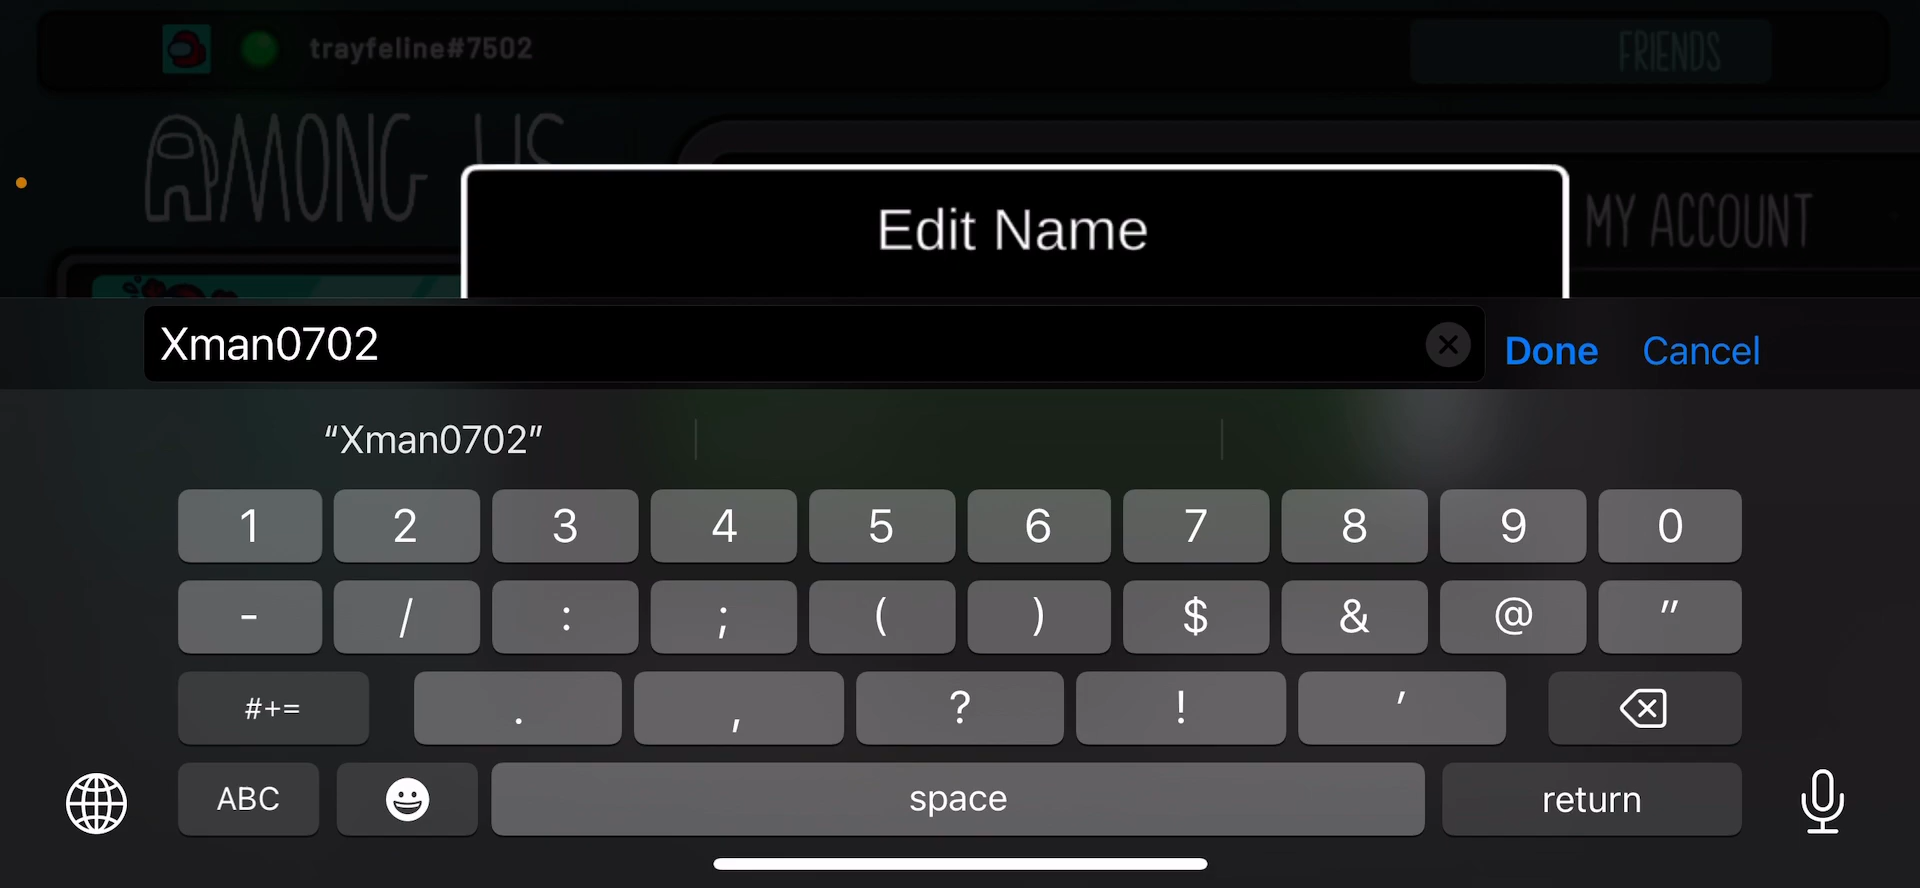 trayfeline#7502
FRIENDS
AMONG US
MY ACCOUNT
Edit Name
Xman0702
Done
Cancel
“Xman0702”
1 2 3 4 5 6 7 8 9 0
- / : ; ( ) $ & @ "
#+= . , ? ! '
ABC space return